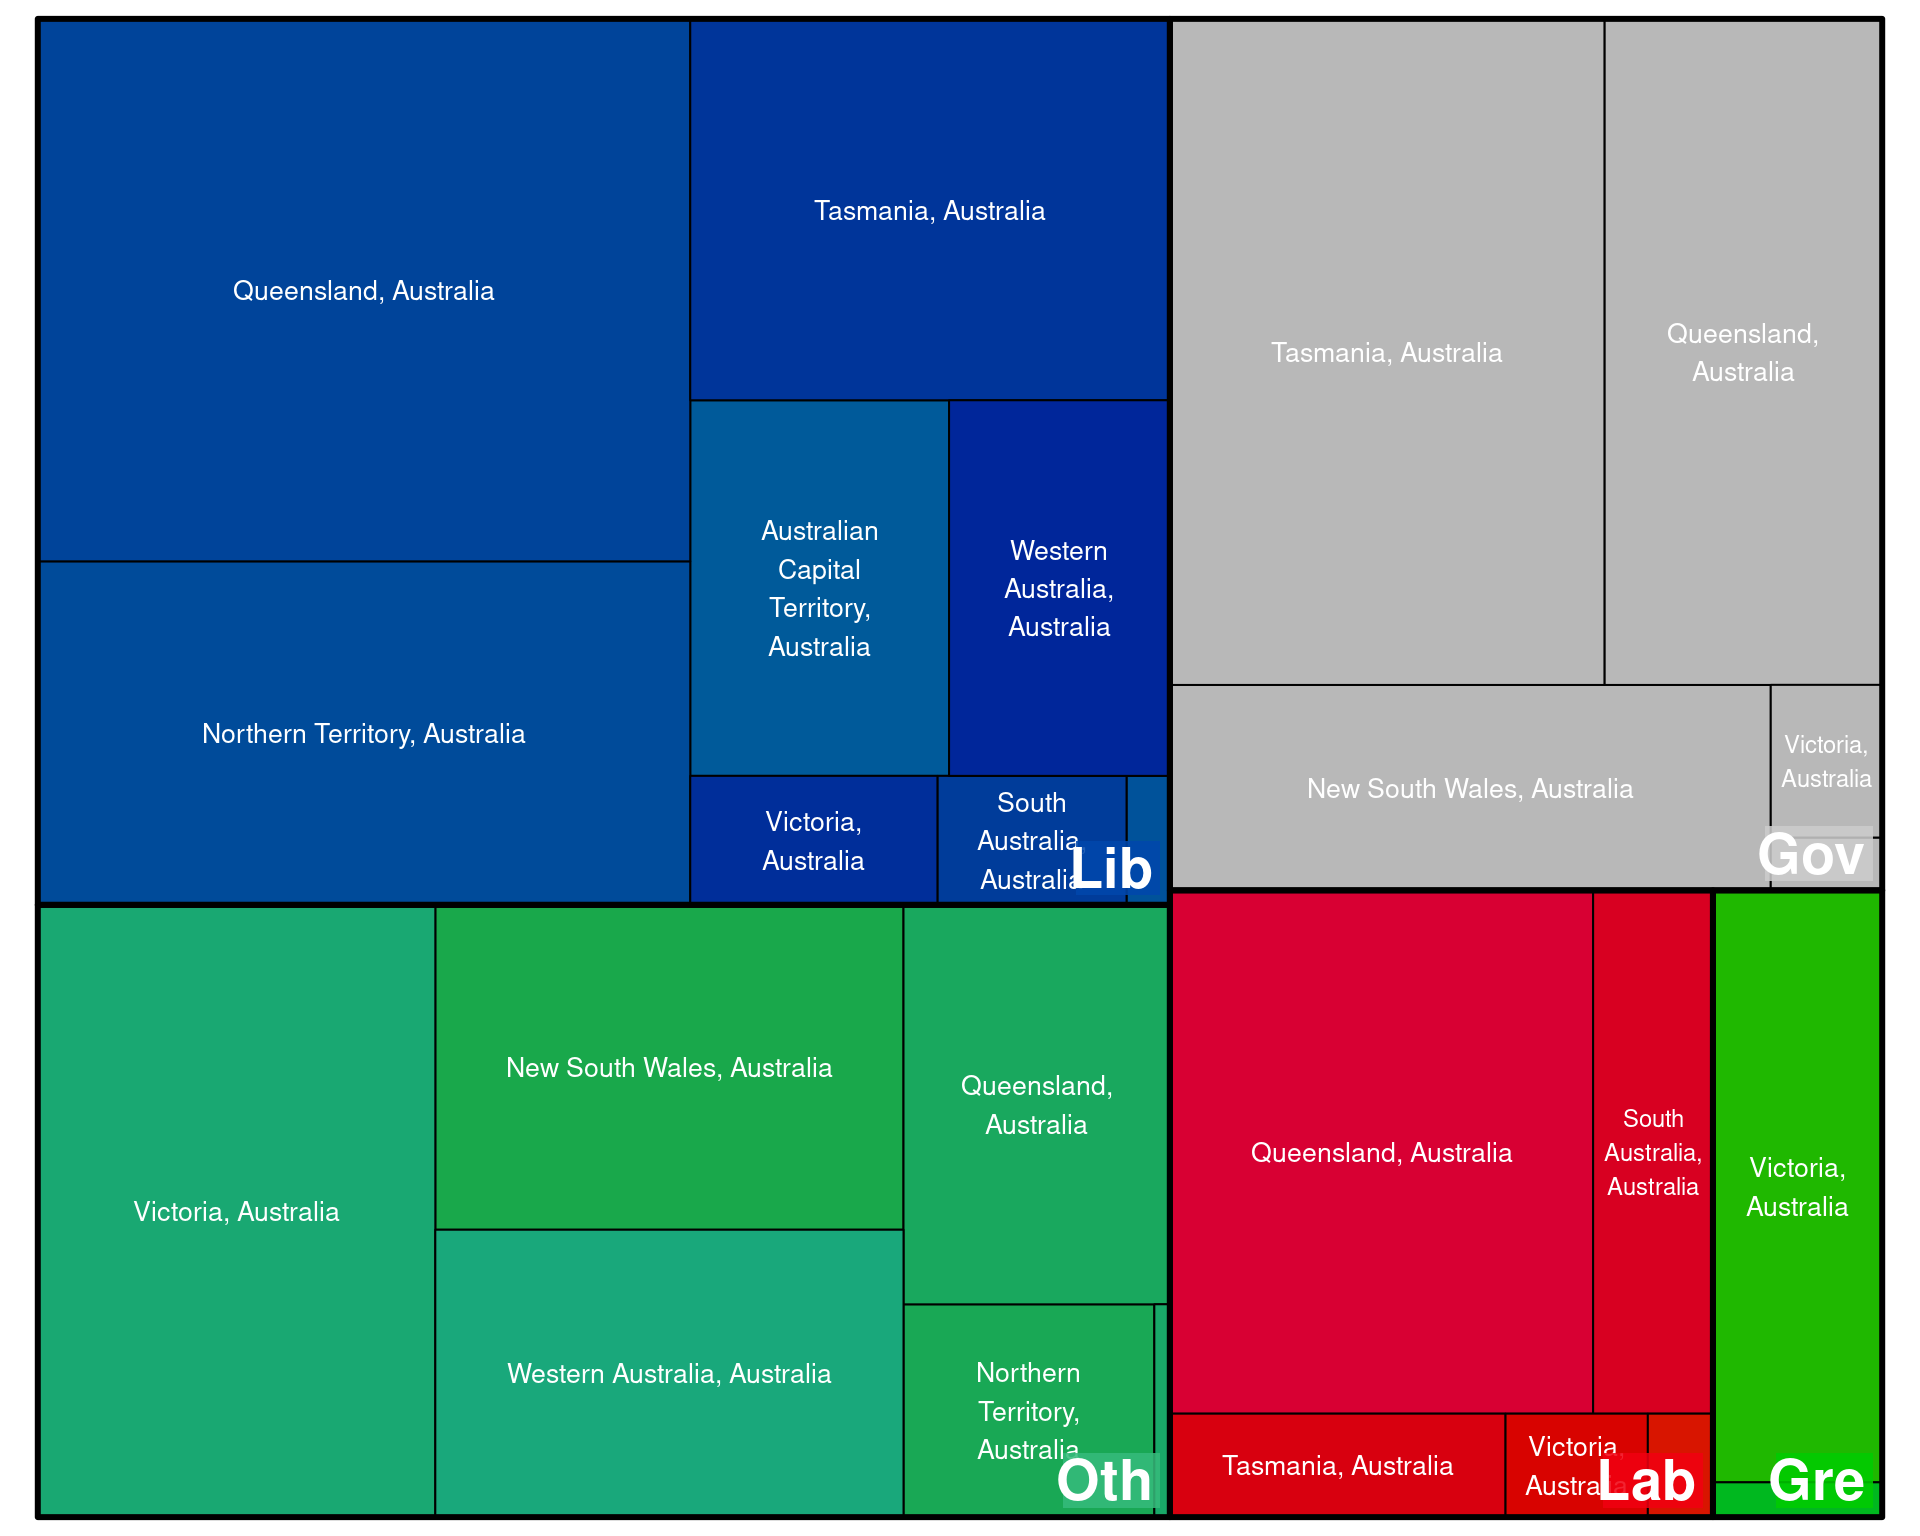 Queensland, Australia
Tasmania, Australia
Northern Territory, Australia
Australian
Capital
Territory,
Australia
Western
Australia,
Australia
Victoria,
Australia
South
Australia,
Australia
Lib
Tasmania, Australia
Queensland,
Australia
New South Wales, Australia
Victoria,
Australia
Gov
Victoria, Australia
New South Wales, Australia
Western Australia, Australia
Queensland,
Australia
Northern
Territory,
Australia
Oth
Queensland, Australia
South
Australia,
Australia
Tasmania, Australia
Victoria,
Australia
Lab
Victoria,
Australia
Gre